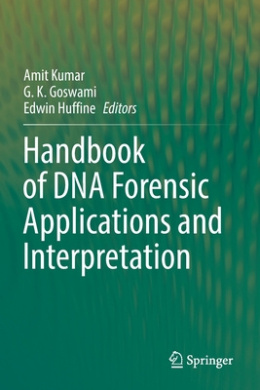 Amit Kumar
G. K. Goswami
Edwin Huffine Editors
Handbook
of DNA Forensic
Applications and
Interpretation
Springer